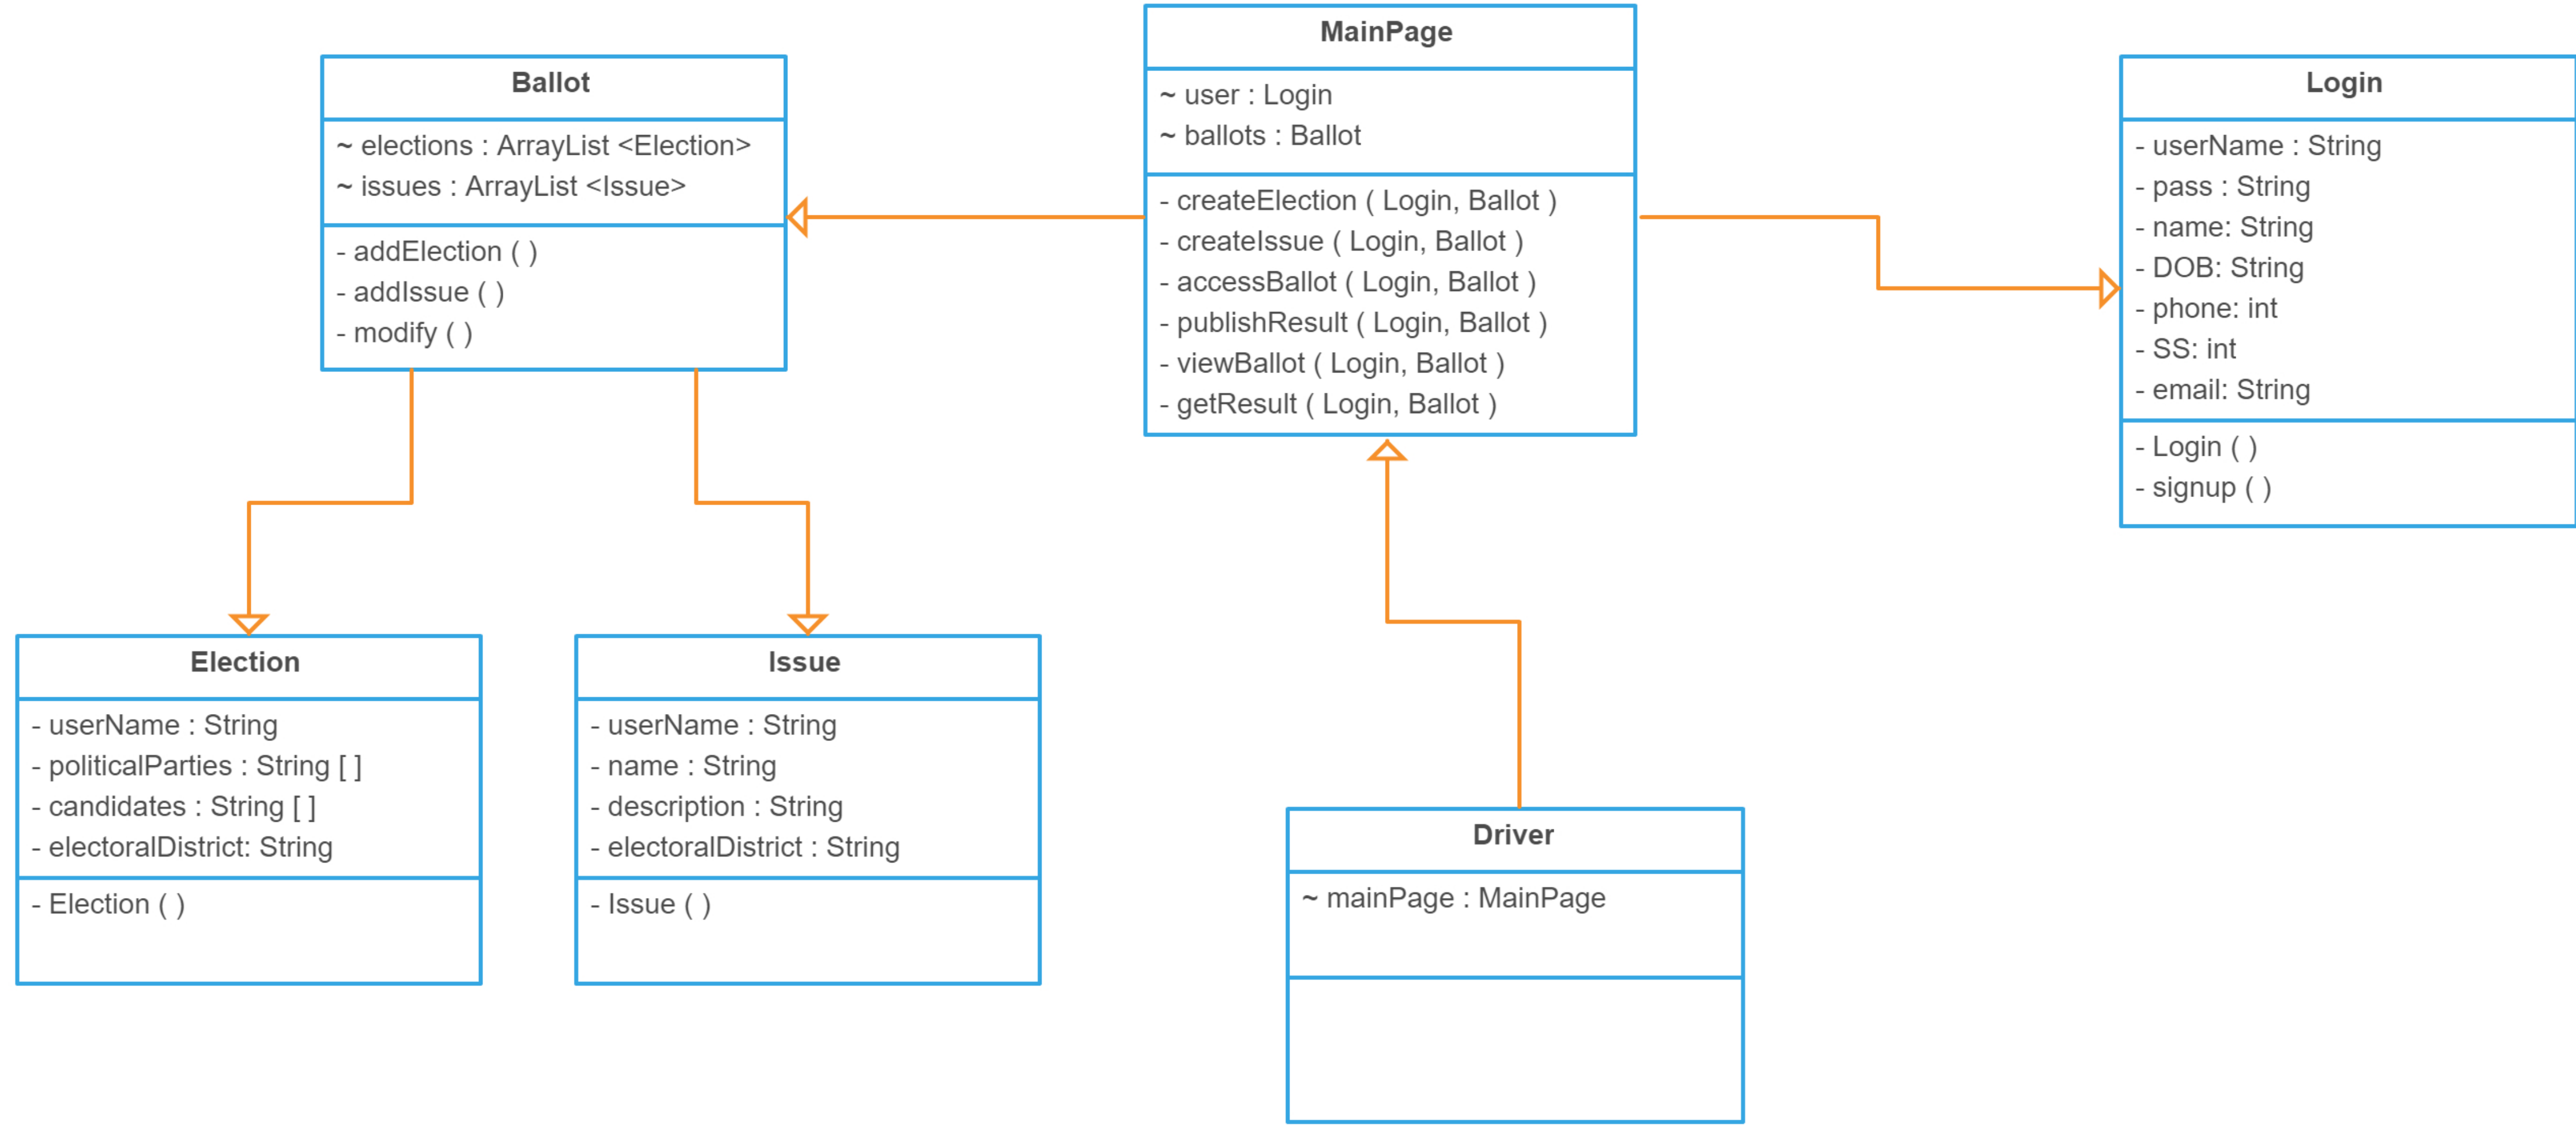 MainPage
~ user : Login
~ ballots : Ballot
- createElection ( Login, Ballot )
- createIssue ( Login, Ballot )
- accessBallot ( Login, Ballot )
- publishResult ( Login, Ballot )
- viewBallot ( Login, Ballot )
- getResult ( Login, Ballot )
Ballot
~ elections : ArrayList <Election>
~ issues : ArrayList <Issue>
- addElection ( )
- addIssue ( )
- modify ( )
Login
- userName : String
- pass : String
- name: String
- DOB: String
- phone: int
- SS: int
- email: String
- Login ( )
- signup ( )
Election
- userName : String
- politicalParties : String [ ]
- candidates : String [ ]
- electoralDistrict: String
- Election ( )
Issue
- userName : String
- name : String
- description : String
- electoralDistrict : String
- Issue ( )
Driver
~ mainPage : MainPage